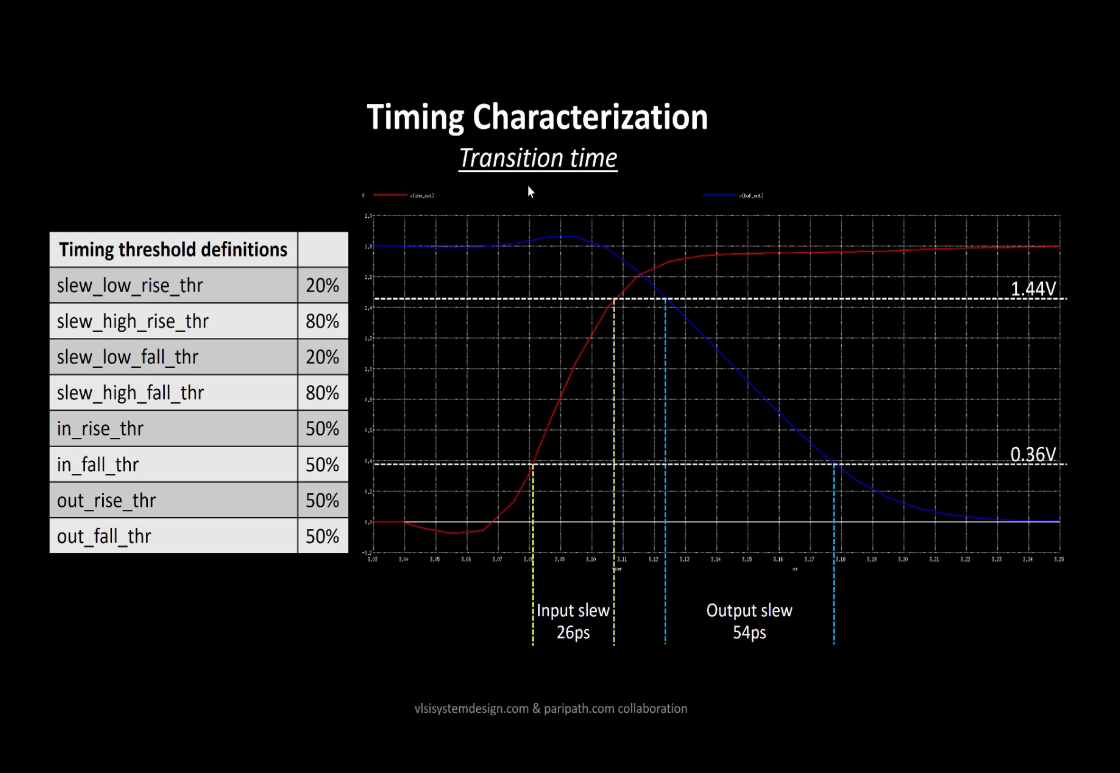 Timing Characterization
Transition time
Timing threshold definitions
slew_low_rise_thr 20%
slew_high_rise_thr 80%
slew_low_fall_thr 20%
slew_high_fall_thr 80%
in_rise_thr 50%
in_fall_thr 50%
out_rise_thr 50%
out_fall_thr 50%
1.44V
0.36V
Input slew
26ps
Output slew
54ps
vlsisystemdesign.com & paripath.com collaboration